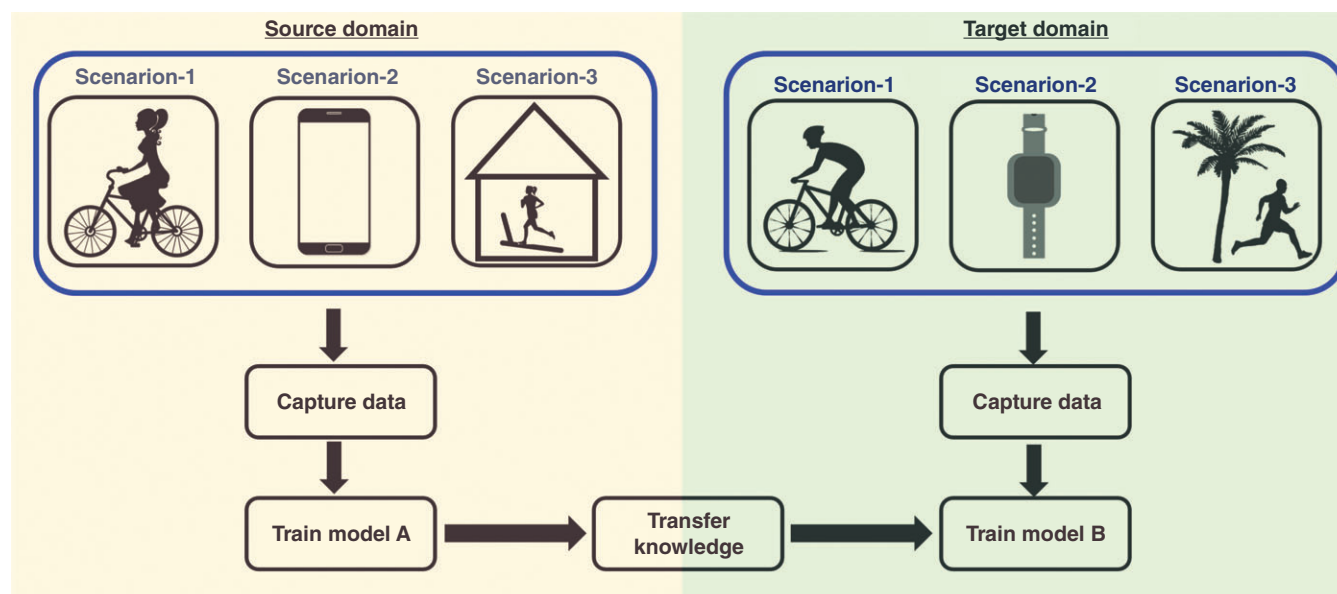 Source domain
Scenarion-1
Scenarion-2
Scenarion-3
Capture data
Train model A
Transfer
knowledge
Target domain
Scenarion-1
Scenarion-2
Scenarion-3
Capture data
Train model B